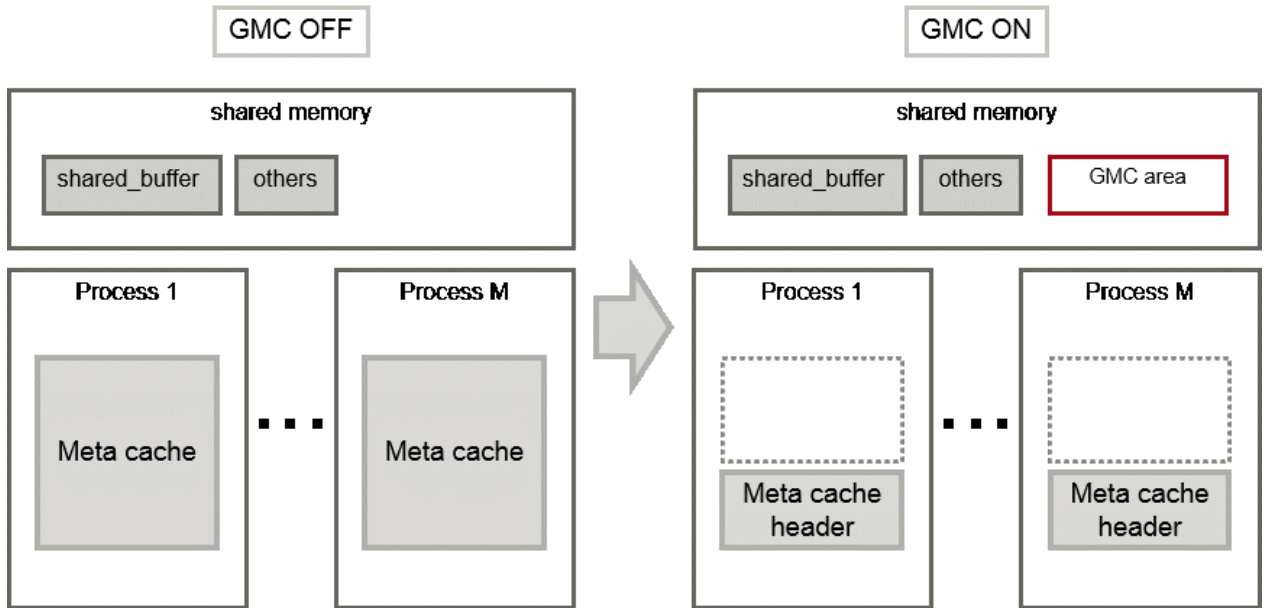 GMC OFF
GMC ON
shared memory
shared_buffer
others
shared memory
shared_buffer
others
GMC area
Process 1
Process M
Meta cache
Meta cache
Process 1
Process M
Meta cache
header
Meta cache
header